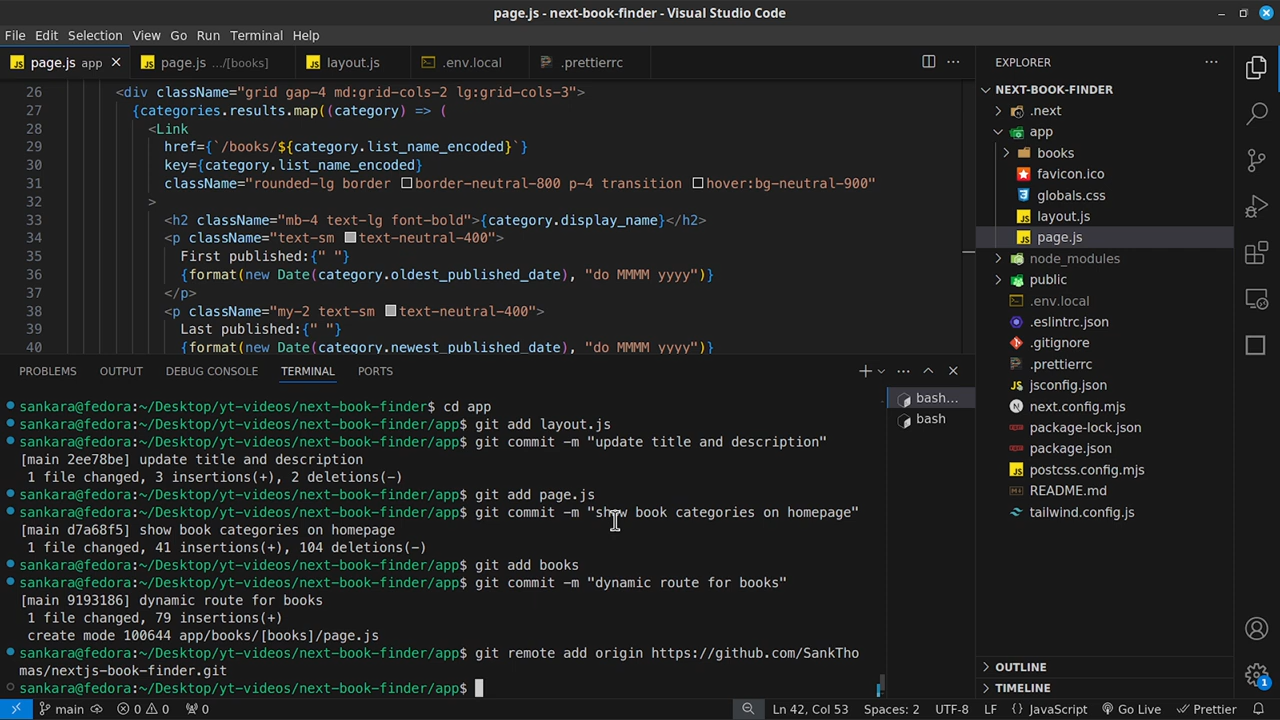 page.js - next-book-finder - Visual Studio Code
File Edit Selection View Go Run Terminal Help
page.js app
page.js .../[books]
layout.js
.env.local
.prettierrc
26 <div className="grid gap-4 md:grid-cols-2 lg:grid-cols-3">
27 {categories.results.map((category) => (
28 <Link
29 href={`/books/${category.list_name_encoded}`}
30 key={category.list_name_encoded}
31 className="rounded-lg border border-neutral-800 p-4 transition hover:bg-neutral-900"
32 >
33 <h2 className="mb-4 text-lg font-bold">{category.display_name}</h2>
34 <p className="text-sm text-neutral-400">
35 First published:{" "}
36 {format(new Date(category.oldest_published_date), "do MMMM yyyy")}
37 </p>
38 <p className="my-2 text-sm text-neutral-400">
39 Last published:{" "}
40 {format(new Date(category.newest_published_date), "do MMMM yyyy")}
PROBLEMS OUTPUT DEBUG CONSOLE TERMINAL PORTS
sankara@fedora:~/Desktop/yt-videos/next-book-finder$ cd app
sankara@fedora:~/Desktop/yt-videos/next-book-finder/app$ git add layout.js
sankara@fedora:~/Desktop/yt-videos/next-book-finder/app$ git commit -m "update title and description"
[main 2ee78be] update title and description
1 file changed, 3 insertions(+), 2 deletions(-)
sankara@fedora:~/Desktop/yt-videos/next-book-finder/app$ git add page.js
sankara@fedora:~/Desktop/yt-videos/next-book-finder/app$ git commit -m "show book categories on homepage"
[main d7a68f5] show book categories on homepage
1 file changed, 41 insertions(+), 104 deletions(-)
sankara@fedora:~/Desktop/yt-videos/next-book-finder/app$ git add books
sankara@fedora:~/Desktop/yt-videos/next-book-finder/app$ git commit -m "dynamic route for books"
[main 9193186] dynamic route for books
1 file changed, 79 insertions(+)
create mode 100644 app/books/[books]/page.js
sankara@fedora:~/Desktop/yt-videos/next-book-finder/app$ git remote add origin https://github.com/SankTho
mas/nextjs-book-finder.git
sankara@fedora:~/Desktop/yt-videos/next-book-finder/app$
bash...
bash
EXPLORER
NEXT-BOOK-FINDER
.next
app
books
favicon.ico
globals.css
layout.js
page.js
node_modules
public
.env.local
.eslintrc.json
.gitignore
.prettierrc
jsconfig.json
next.config.mjs
package-lock.json
package.json
postcss.config.mjs
README.md
tailwind.config.js
OUTLINE
TIMELINE
1
main 0 0 0 Ln 42, Col 53 Spaces: 2 UTF-8 LF {} JavaScript Go Live Prettier